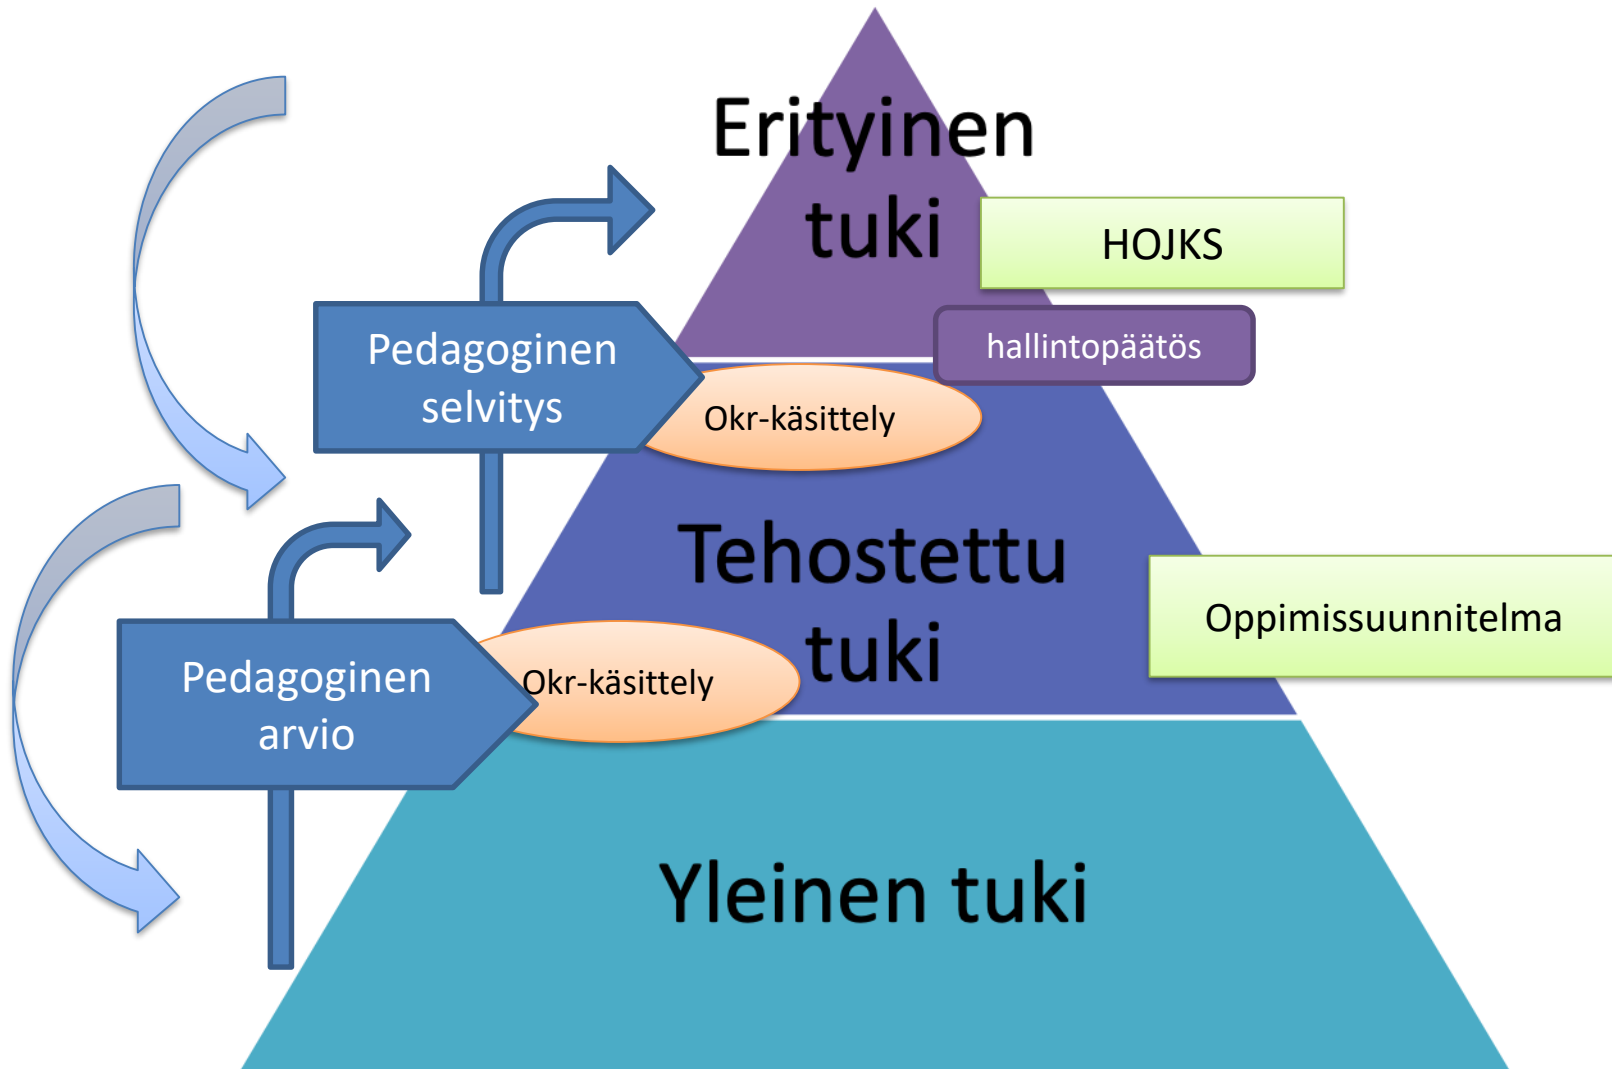 Erityinen
tuki
HOJKS
hallintopäätös
Pedagoginen
selvitys
Okr-käsittely
Tehostettu
tuki
Oppimissuunnitelma
Pedagoginen
arvio
Okr-käsittely
Yleinen tuki